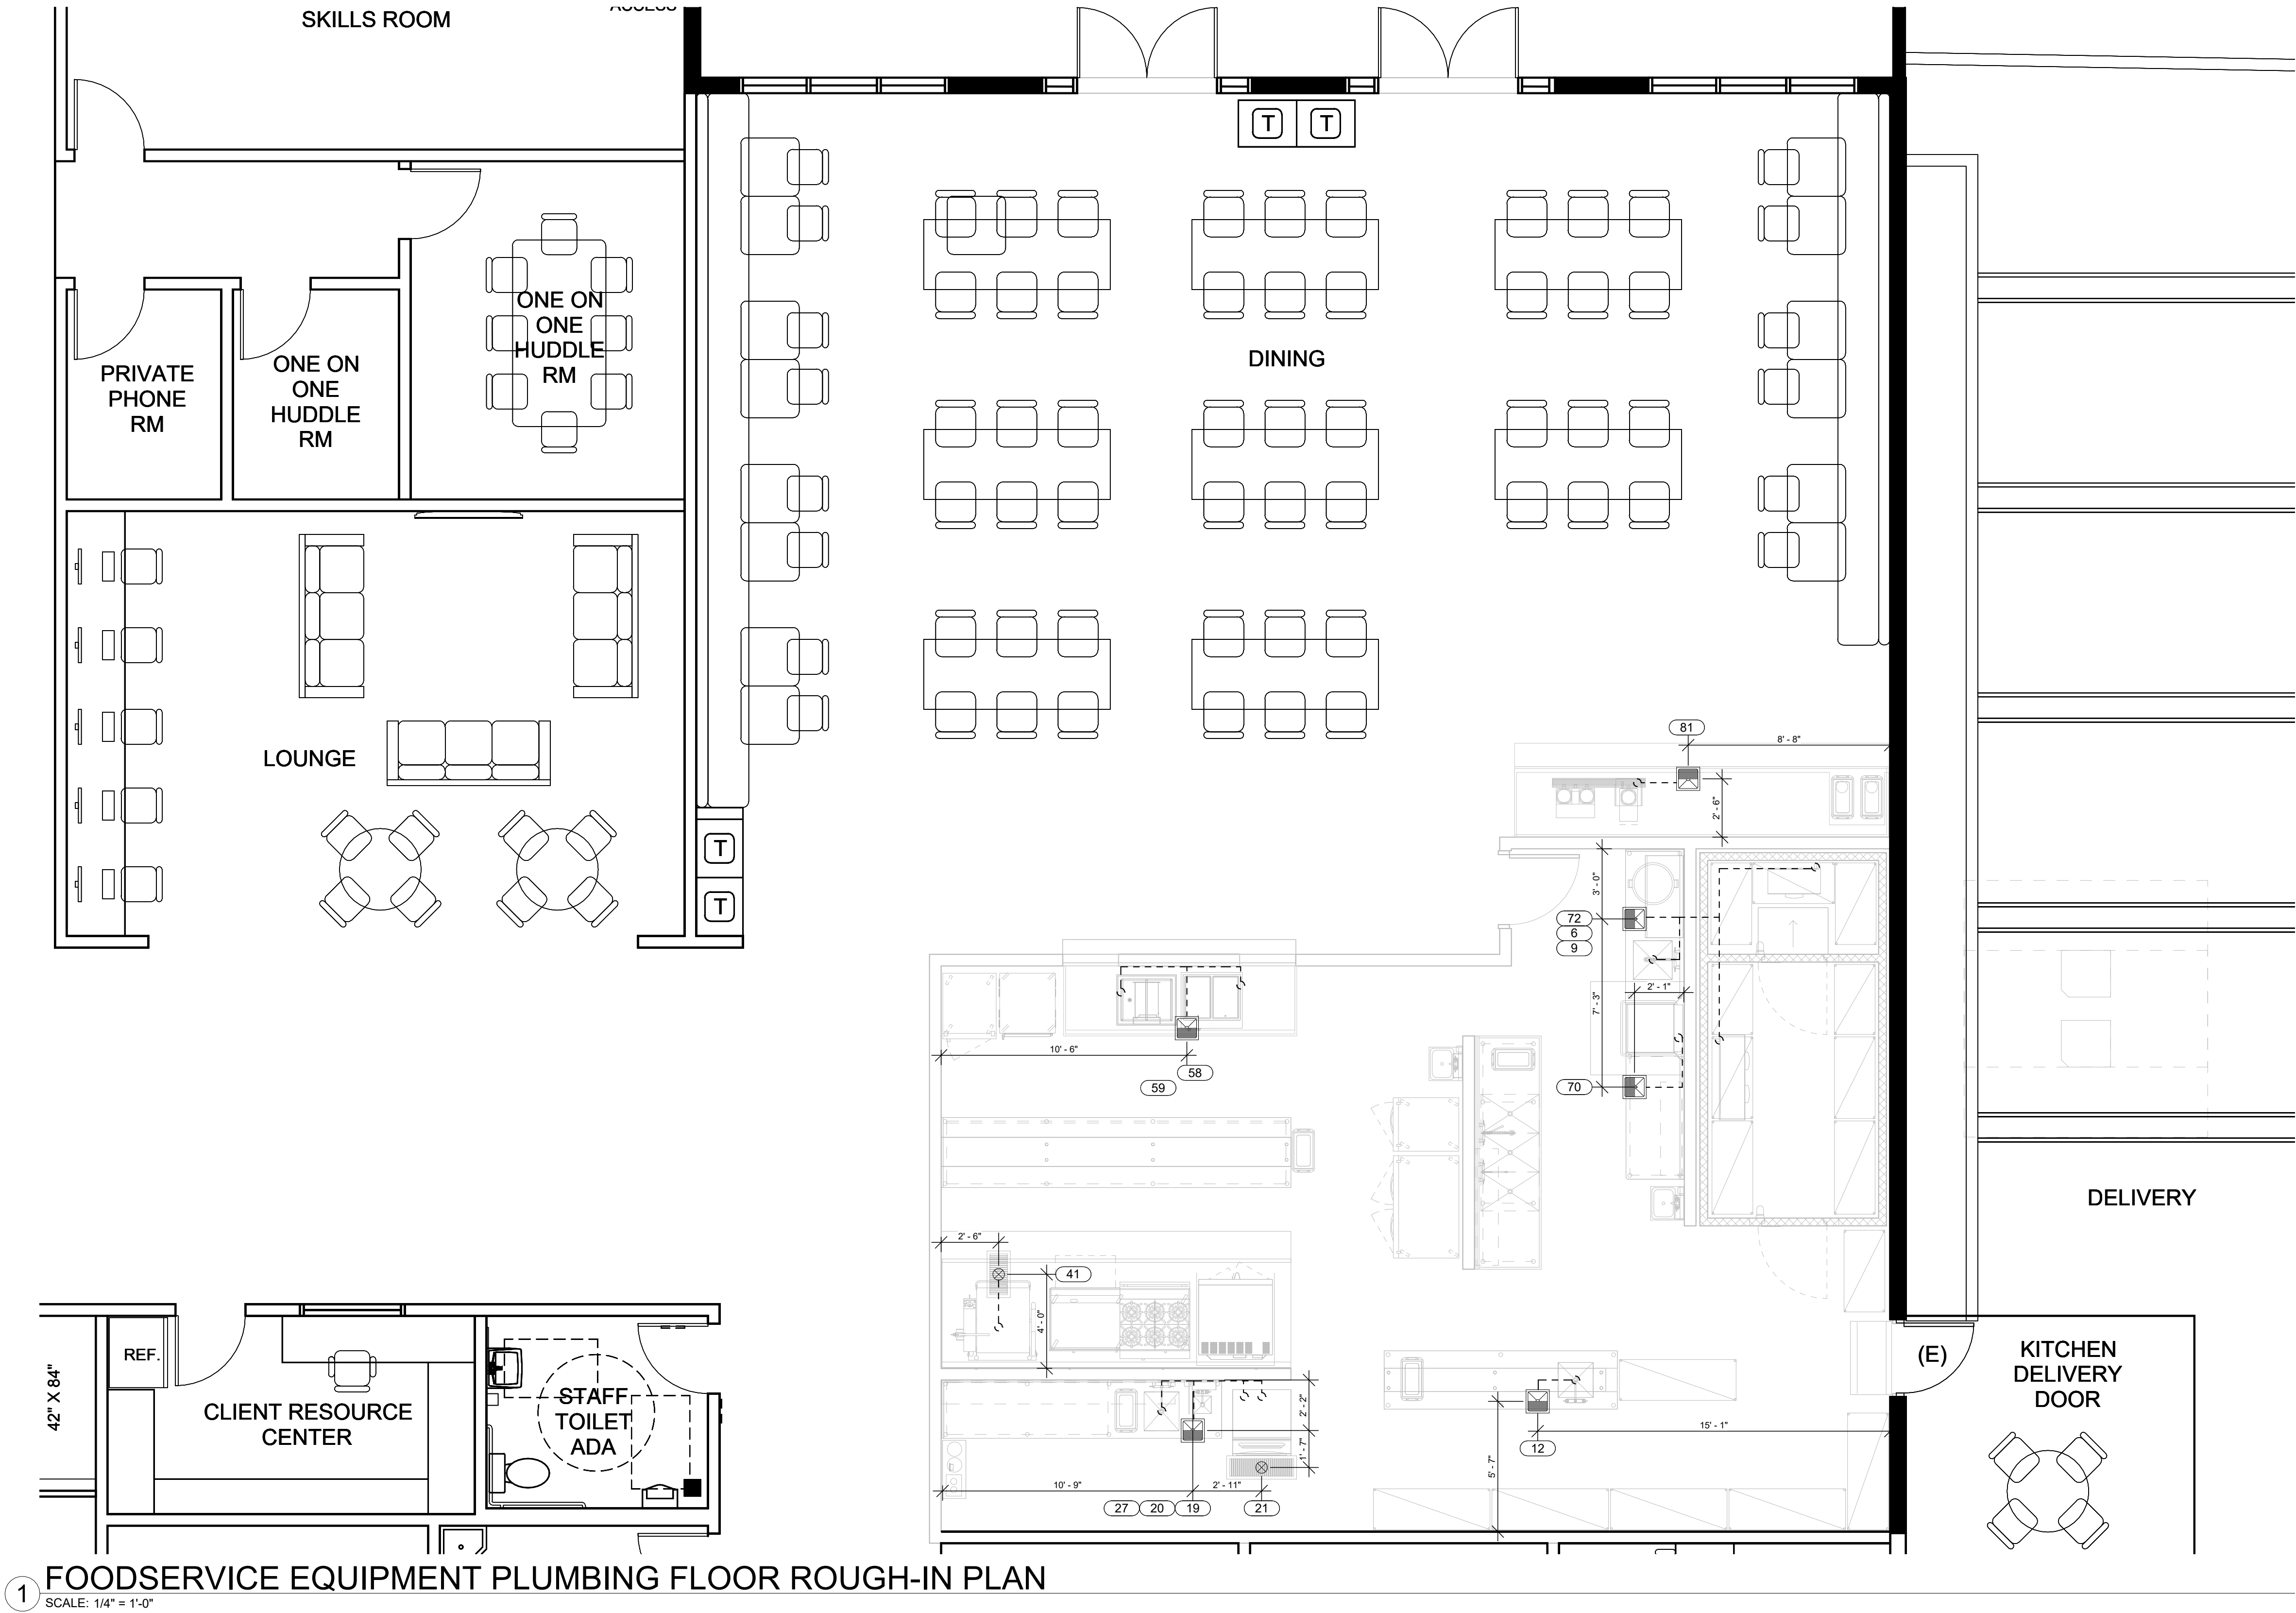 SKILLS ROOM
T T
ONE ON
ONE
HUDDLE
RM
DINING
PRIVATE
PHONE
RM
ONE ON
ONE
HUDDLE
RM
LOUNGE
81
8' - 8"
2' - 6"
T
T
3' - 0"
72
6
9
2' - 1"
7' - 3"
70
10' - 6"
58
59
DELIVERY
2' - 6"
41
4' - 0"
REF.
42" X 84"
CLIENT RESOURCE
CENTER
STAFF
TOILET
ADA
(E)
KITCHEN
DELIVERY
DOOR
2' - 2"
1' - 7"
15' - 1"
12
5' - 7"
10' - 9"
2' - 11"
27 20 19 21
1 FOODSERVICE EQUIPMENT PLUMBING FLOOR ROUGH-IN PLAN
SCALE: 1/4" = 1'-0"